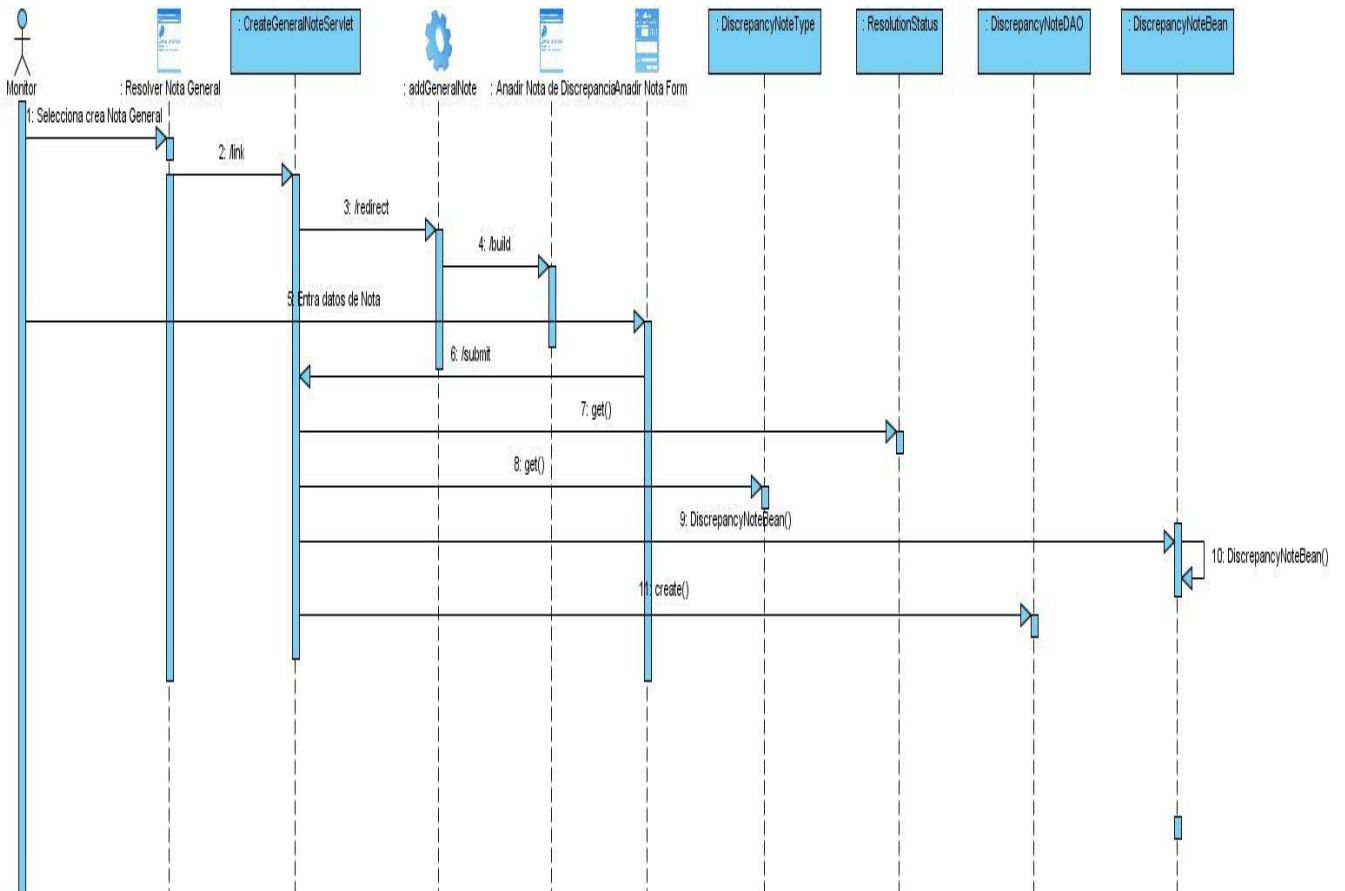 : CreateGeneralNoteServlet
: DiscrepancyNoteType
: ResolutionStatus
: DiscrepancyNoteDAO
: DiscrepancyNoteBean
Monitor
: Resolver Nota General
: addGeneralNote
: Anadir Nota de Discrepancia
Anadir Nota Form
1: Selecciona crea Nota General
2: /link
3: /redirect
4: /build
5: Entra datos de Nota
6: /submit
7: get()
8: get()
9: DiscrepancyNoteBean()
10: DiscrepancyNoteBean()
11: create()